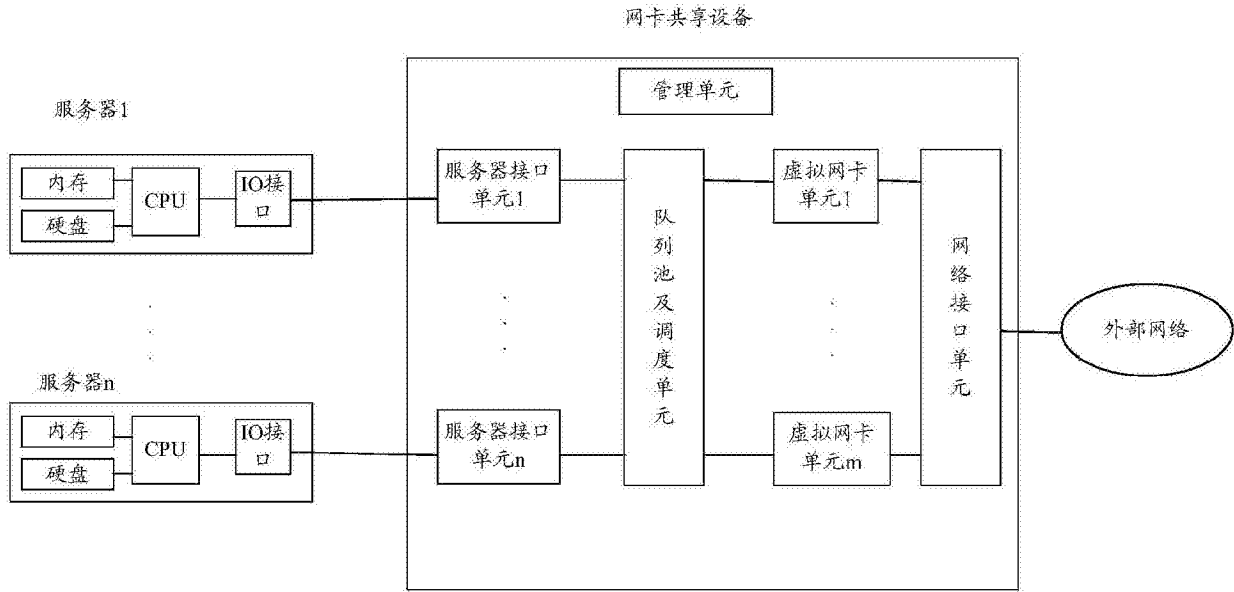 网卡共享设备
管理单元
服务器1
内存
硬盘
CPU
IO接
口
服务器接口
单元1
队列池及调度单元
虚拟网卡
单元1
网络接口单元
外部网络
服务器n
内存
硬盘
CPU
IO接
口
服务器接口
单元n
虚拟网卡
单元m